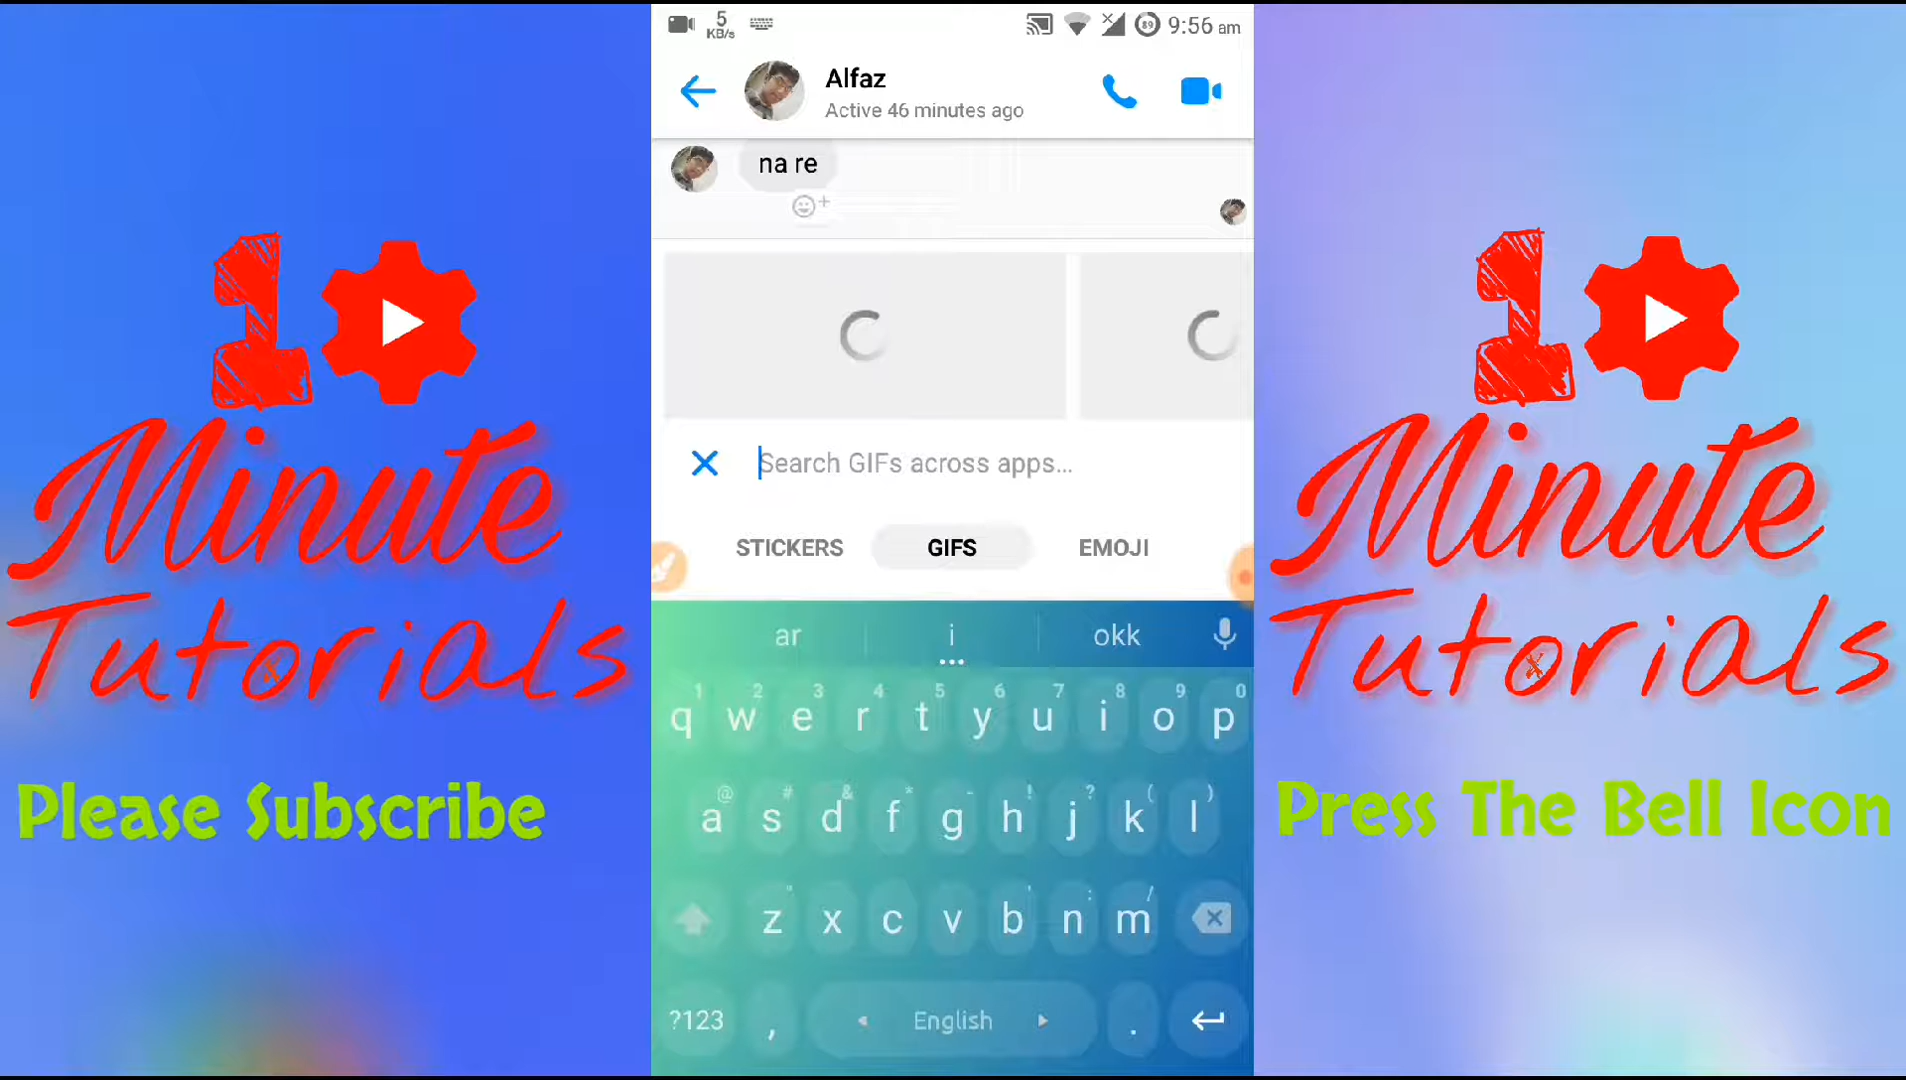 10
Minute
Tutorials
Please Subscribe
5
KB/s
89
9:56 am
Alfaz
Active 46 minutes ago
na re
Search GIFs across apps...
STICKERS GIFS EMOJI
ar i okk
1 2 3 4 5 6 7 8 9 0
q w e r t y u i o p
@ # & * - ! ? ( )
a s d f g h j k l
" ' : /
z x c v b n m
?123 , English .
10
Minute
Tutorials
Press The Bell Icon